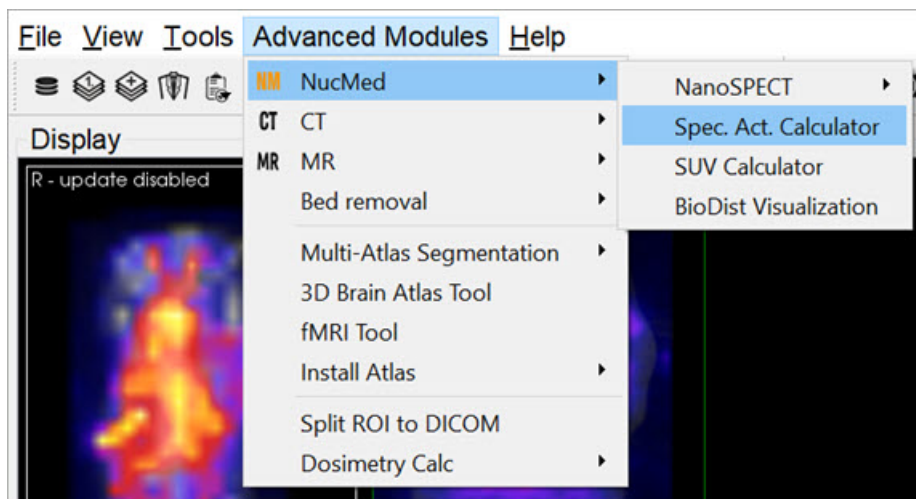 File View Tools Advanced Modules Help
NM NucMed
CT CT
MR MR
Bed removal
Multi-Atlas Segmentation
3D Brain Atlas Tool
fMRI Tool
Install Atlas
Split ROI to DICOM
Dosimetry Calc
NanoSPECT
Spec. Act. Calculator
SUV Calculator
BioDist Visualization
Display
R - update disabled